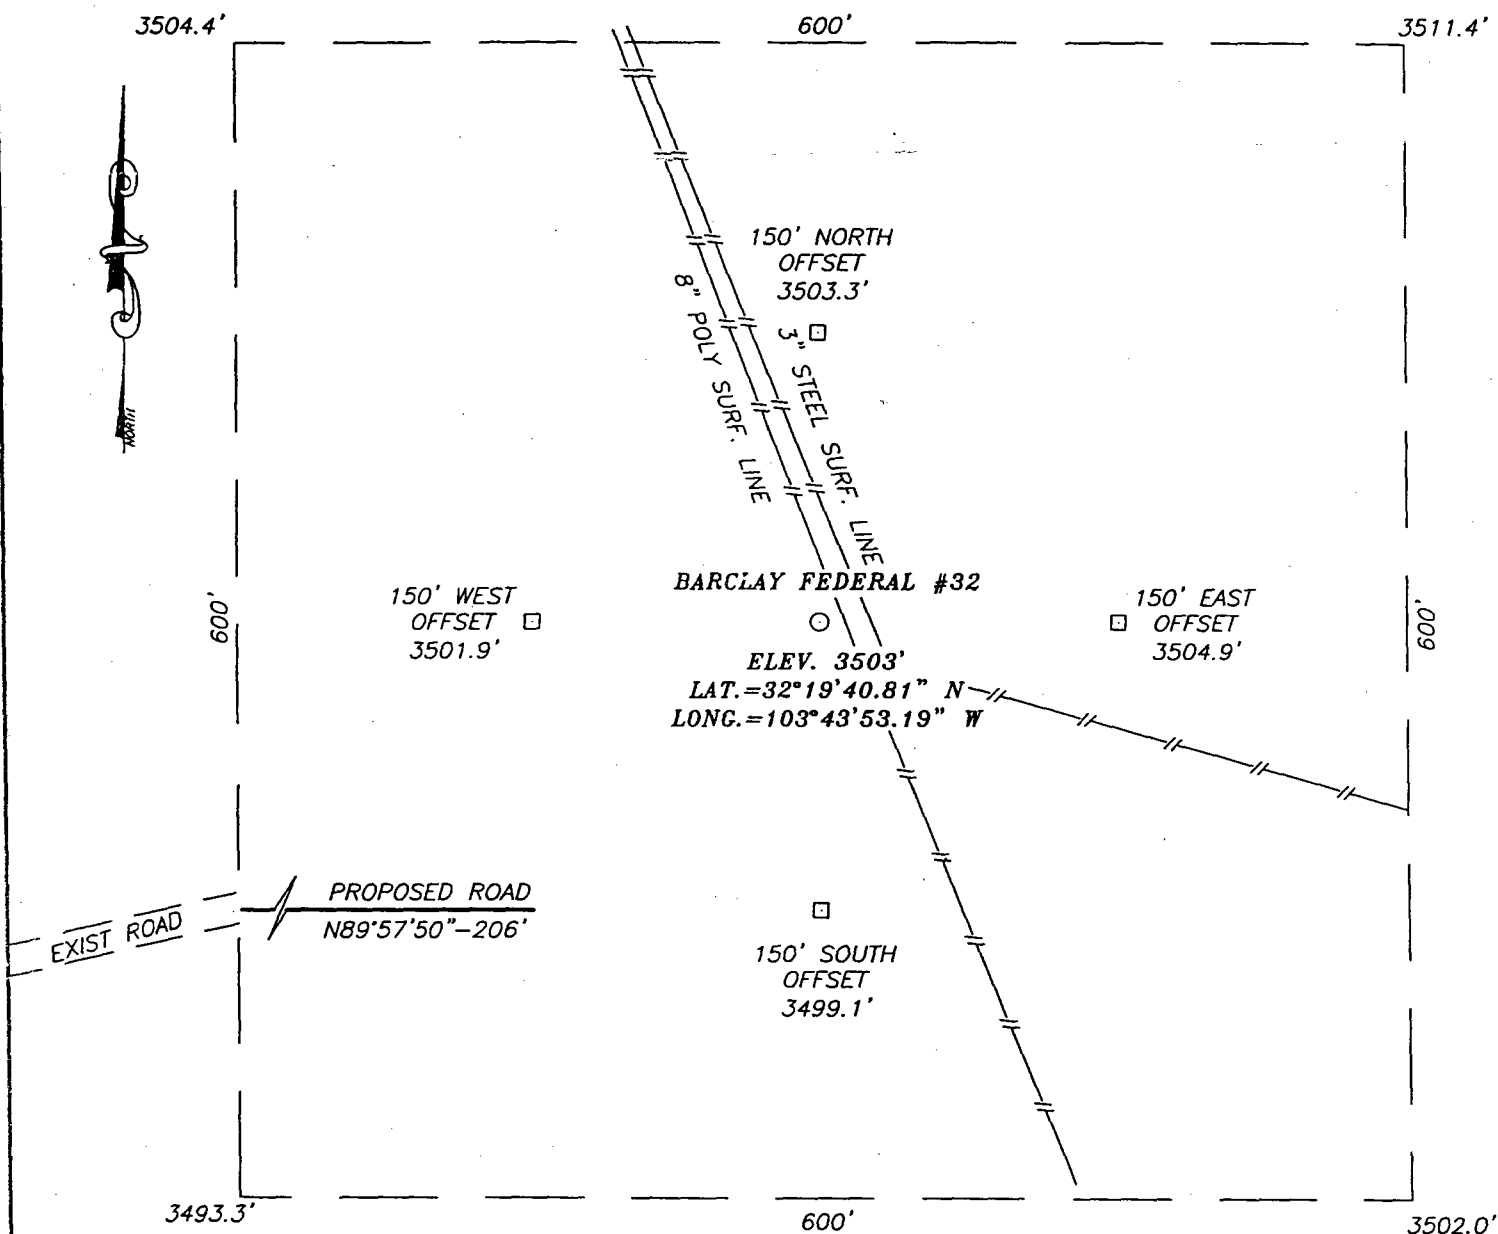 3504.4'
600'
3511.4'
NORTH
150' NORTH
OFFSET
3503.3'
8" POLY SURF. LINE
3" STEEL SURF. LINE
BARCLAY FEDERAL #32
150' WEST
OFFSET
3501.9'
150' EAST
OFFSET
3504.9'
600'
600'
ELEV. 3503'
LAT.=32°19'40.81" N
LONG.=103°43'53.19" W
PROPOSED ROAD
N89°57'50"-206'
EXIST ROAD
150' SOUTH
OFFSET
3499.1'
3493.3'
600'
3502.0'